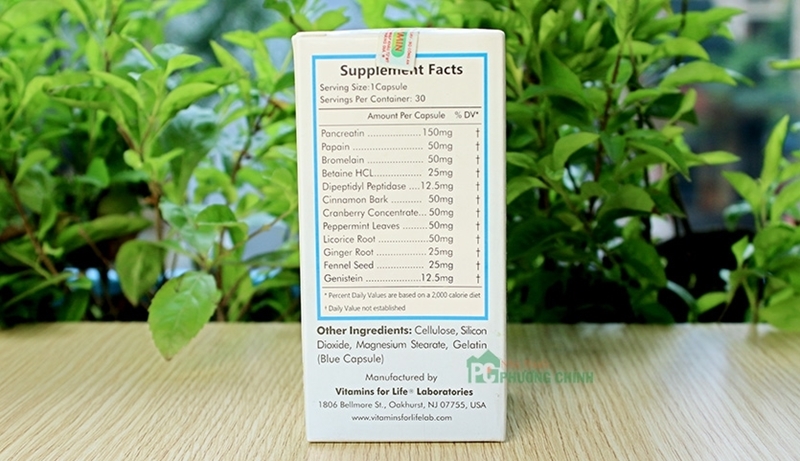 Supplement Facts
Serving Size:1Capsule
Servings Per Container: 30
Amount Per Capsule % DV*
Pancreatin ................150mg †
Papain ....................... 50mg †
Bromelain .................. 50mg †
Betaine HCL............... 25mg †
Dipeptidyl Peptidase ....12.5mg †
Cinnamon Bark .......... 50mg †
Cranberry Concentrate... 50mg †
Peppermint Leaves .......50mg †
Licorice Root ..............50mg †
Ginger Root ............... 25mg †
Fennel Seed ............... 25mg †
Genistein ...................12.5mg †
* Percent Daily Values are based on a 2,000 calorie diet
† Daily Value not established
Other Ingredients: Cellulose, Silicon
Dioxide, Magnesium Stearate, Gelatin
(Blue Capsule)
Manufactured by
Vitamins for Life® Laboratories
1806 Bellmore St., Oakhurst, NJ 07755, USA
www.vitaminsforlifelab.com
PG PHƯƠNG CHINH